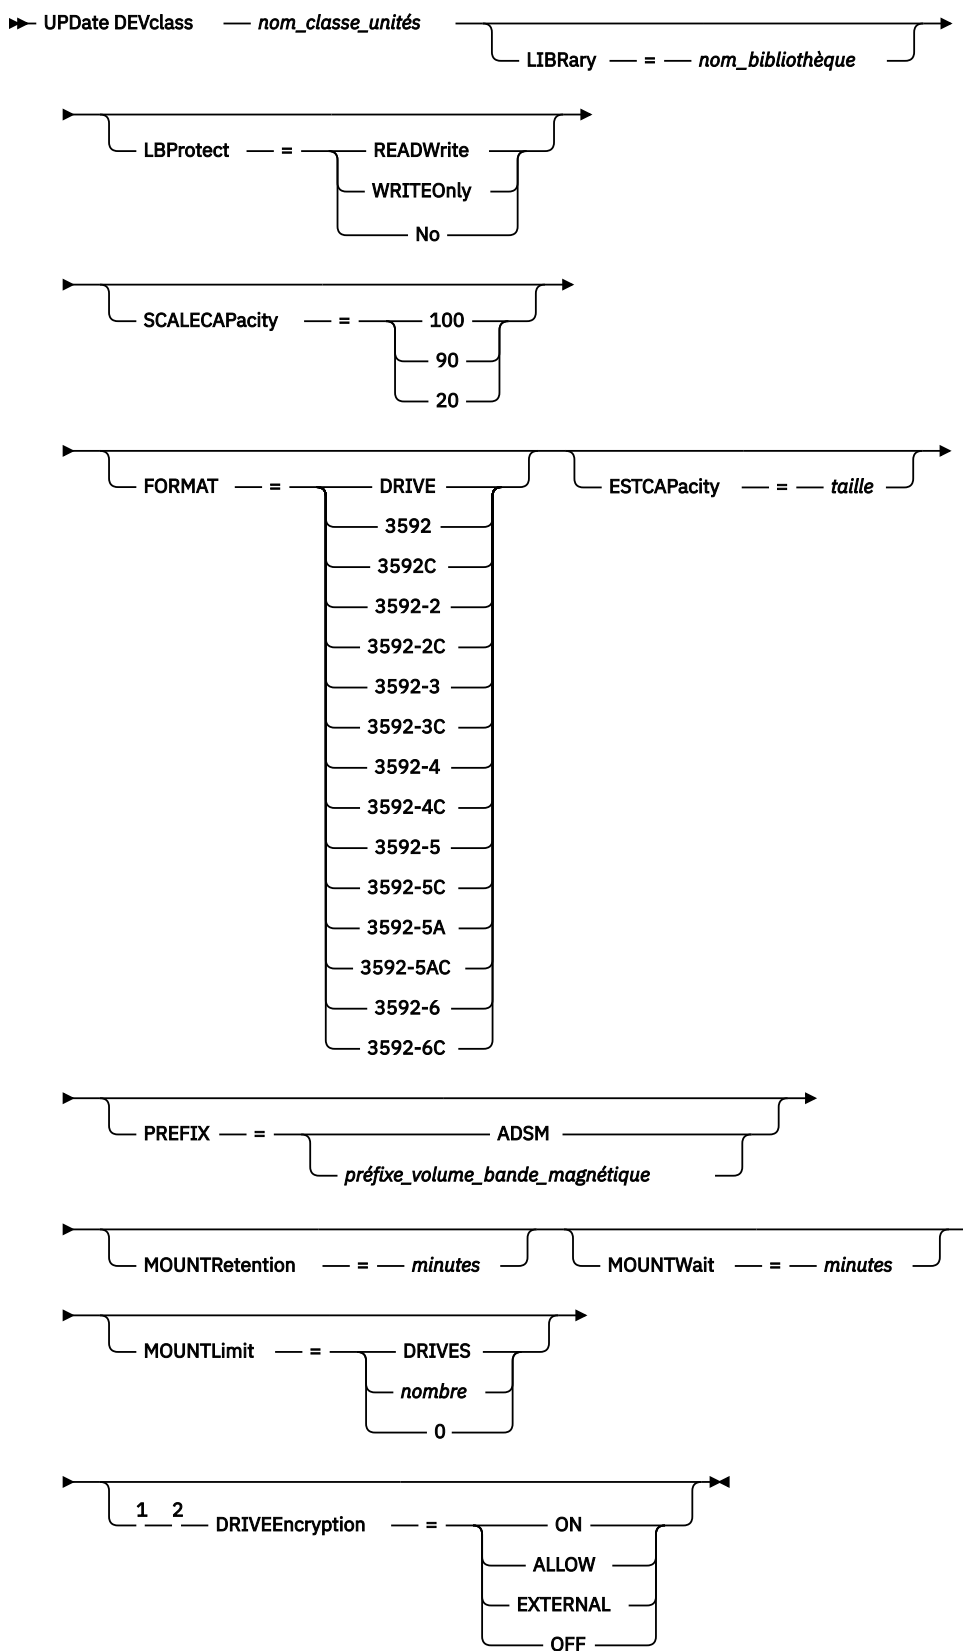 UPDate DEVclass nom_classe_unités
LIBRary = nom_bibliothèque
LBProtect = READWrite
WRITEOnly
No
SCALECAPacity = 100
90
20
FORMAT = DRIVE ESTCAPacity = taille
3592
3592C
3592-2
3592-2C
3592-3
3592-3C
3592-4
3592-4C
3592-5
3592-5C
3592-5A
3592-5AC
3592-6
3592-6C
PREFIX = ADSM
préfixe_volume_bande_magnétique
MOUNTRetention = minutes MOUNTWait = minutes
MOUNTLimit = DRIVES
nombre
0
1 2 DRIVEEncryption = ON
ALLOW
EXTERNAL
OFF